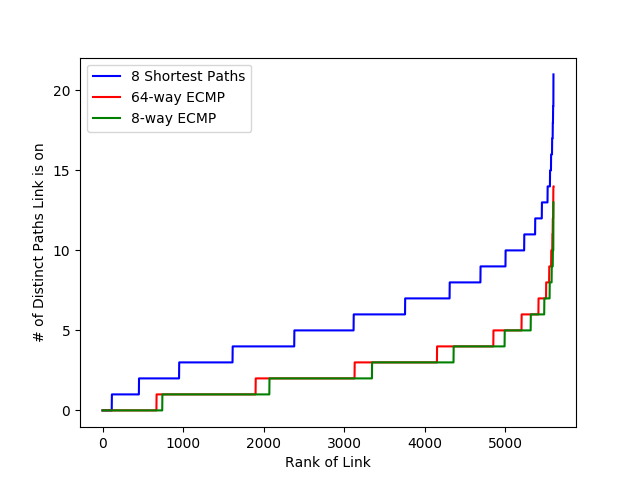 8 Shortest Paths
64-way ECMP
8-way ECMP
20
15
10
5
0
# of Distinct Paths Link is on
0 1000 2000 3000 4000 5000
Rank of Link